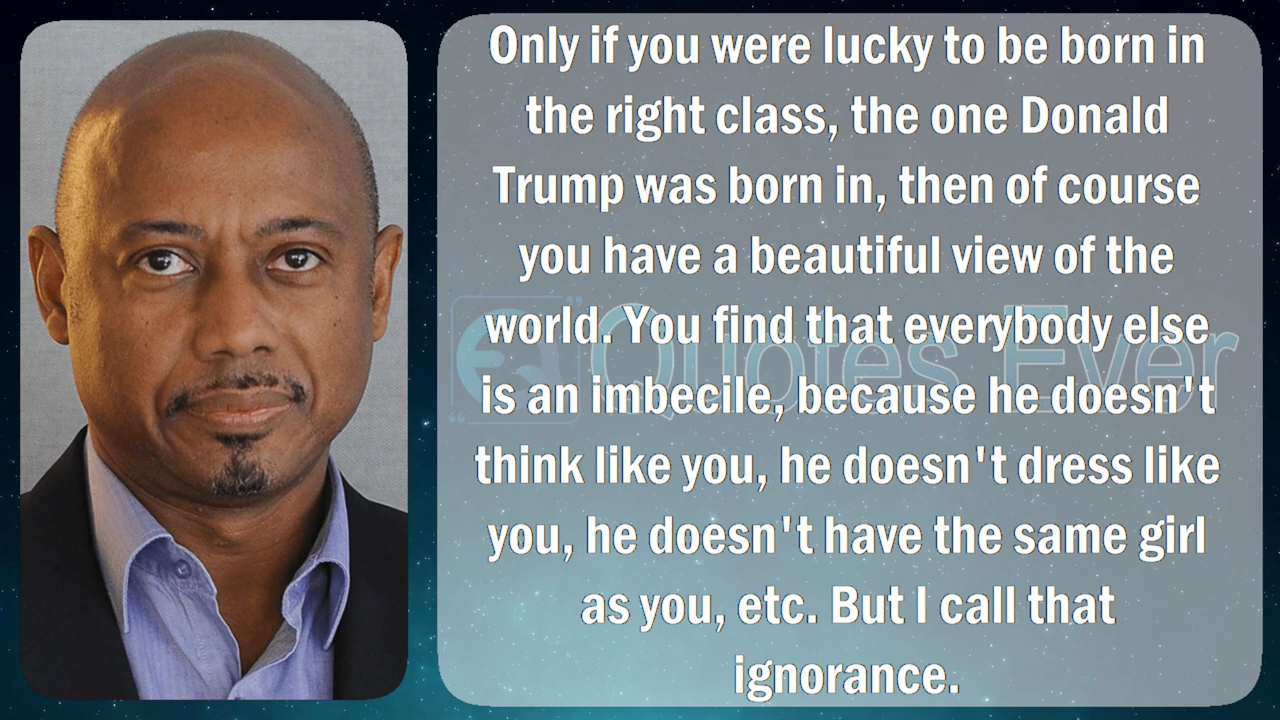 Only if you were lucky to be born in
the right class, the one Donald
Trump was born in, then of course
you have a beautiful view of the
world. You find that everybody else
is an imbecile, because he doesn't
think like you, he doesn't dress like
you, he doesn't have the same girl
as you, etc. But I call that
ignorance.
Quotes Ever